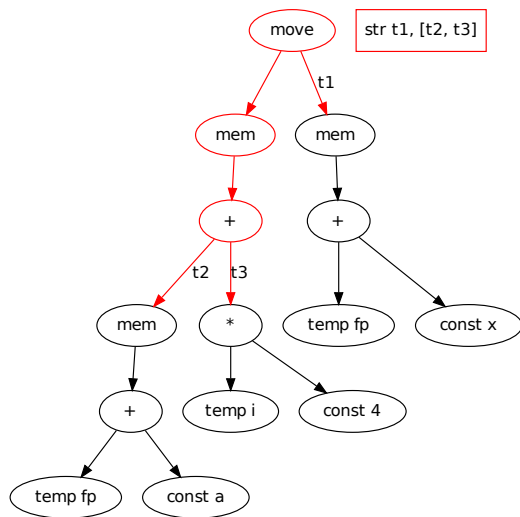 move
str t1, [t2, t3]
t1
mem
mem
+
+
t2
t3
mem
*
temp fp
const x
+
temp i
const 4
temp fp
const a